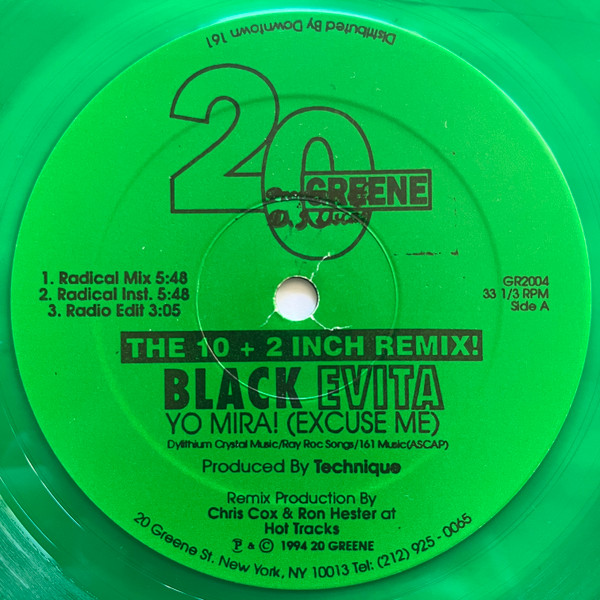 Distributed By Downtown 161
20
GREENE
1. Radical Mix 5:48
2. Radical Inst. 5:48
3. Radio Edit 3:05
GR2004
33 1/3 RPM
Side A
THE 10 + 2 INCH REMIX!
BLACK EVITA
YO MIRA! (EXCUSE ME)
Dylithium Crystal Music/Ray Roc Songs/161 Music(ASCAP)
Produced By Technique
Remix Production By
Chris Cox & Ron Hester at
Hot Tracks
℗ & © 1994 20 GREENE
20 Greene St. New York, NY 10013 Tel: (212) 925 - 0065